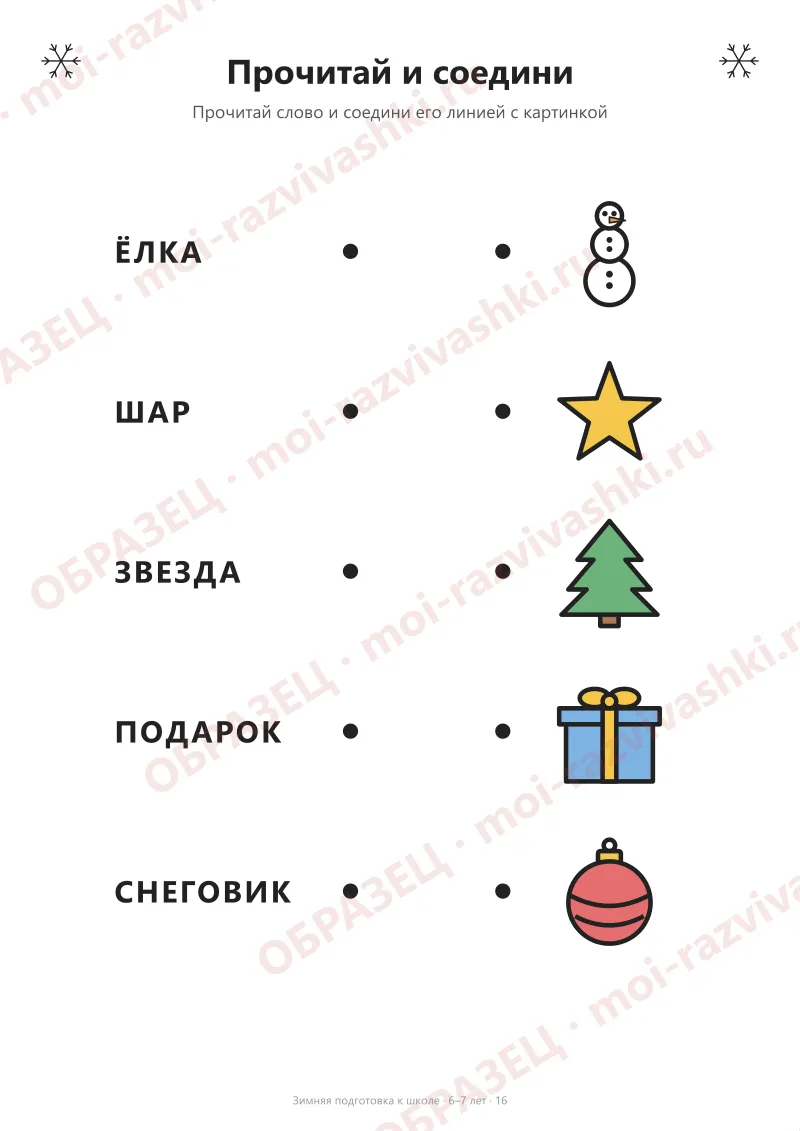 Прочитай и соедини
Прочитай слово и соедини его линией с картинкой
ЁЛКА
ШАР
ЗВЕЗДА
ПОДАРОК
СНЕГОВИК
Зимняя подготовка к школе · 6–7 лет · 16
ОБРАЗЕЦ · moi-razvivashki.ru